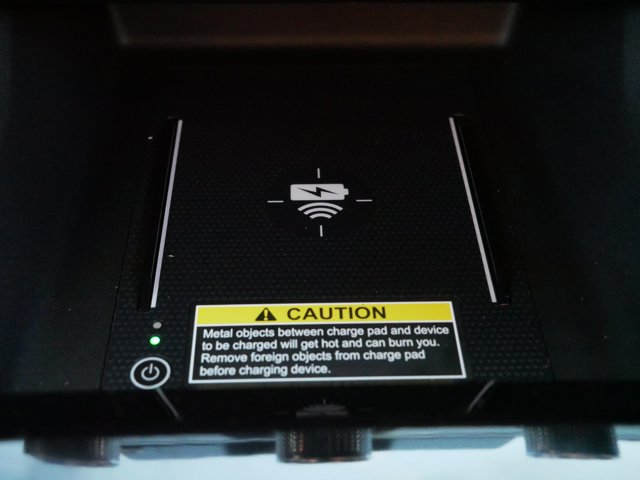 CAUTION
Metal objects between charge pad and device
to be charged will get hot and can burn you.
Remove foreign objects from charge pad
before charging device.